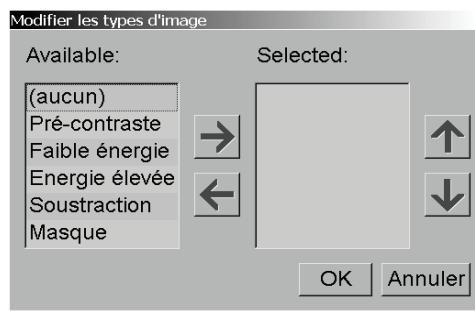 Modifier les types d'image
Available: Selected:
(aucun)
Pré-contraste
Faible énergie
Energie élevée
Soustraction
Masque
OK Annuler